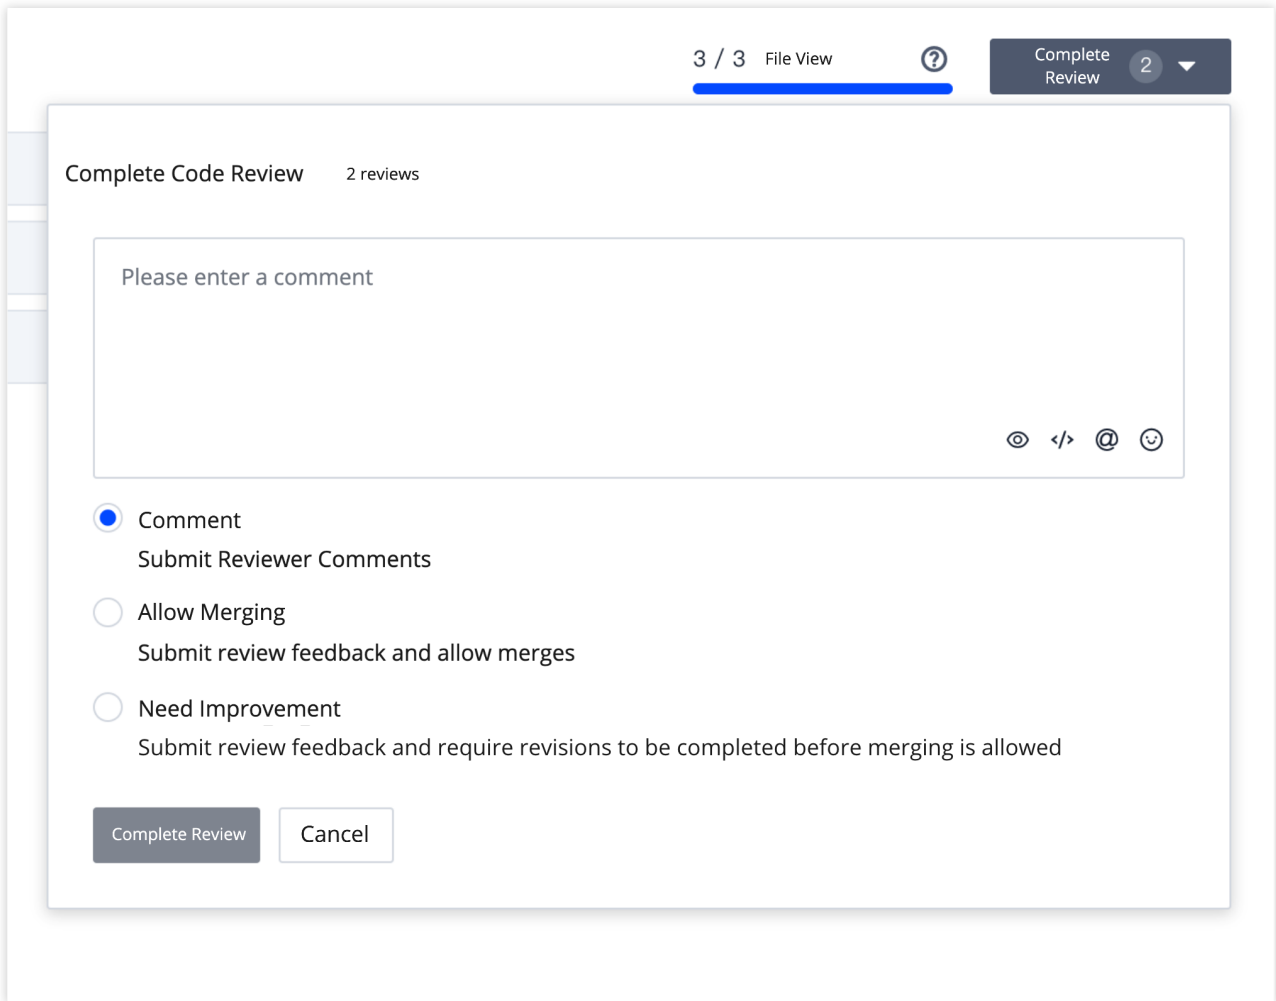 3 / 3 File View
Complete
Review
2
Complete Code Review 2 reviews
Please enter a comment
Comment
Submit Reviewer Comments
Allow Merging
Submit review feedback and allow merges
Need Improvement
Submit review feedback and require revisions to be completed before merging is allowed
Complete Review
Cancel